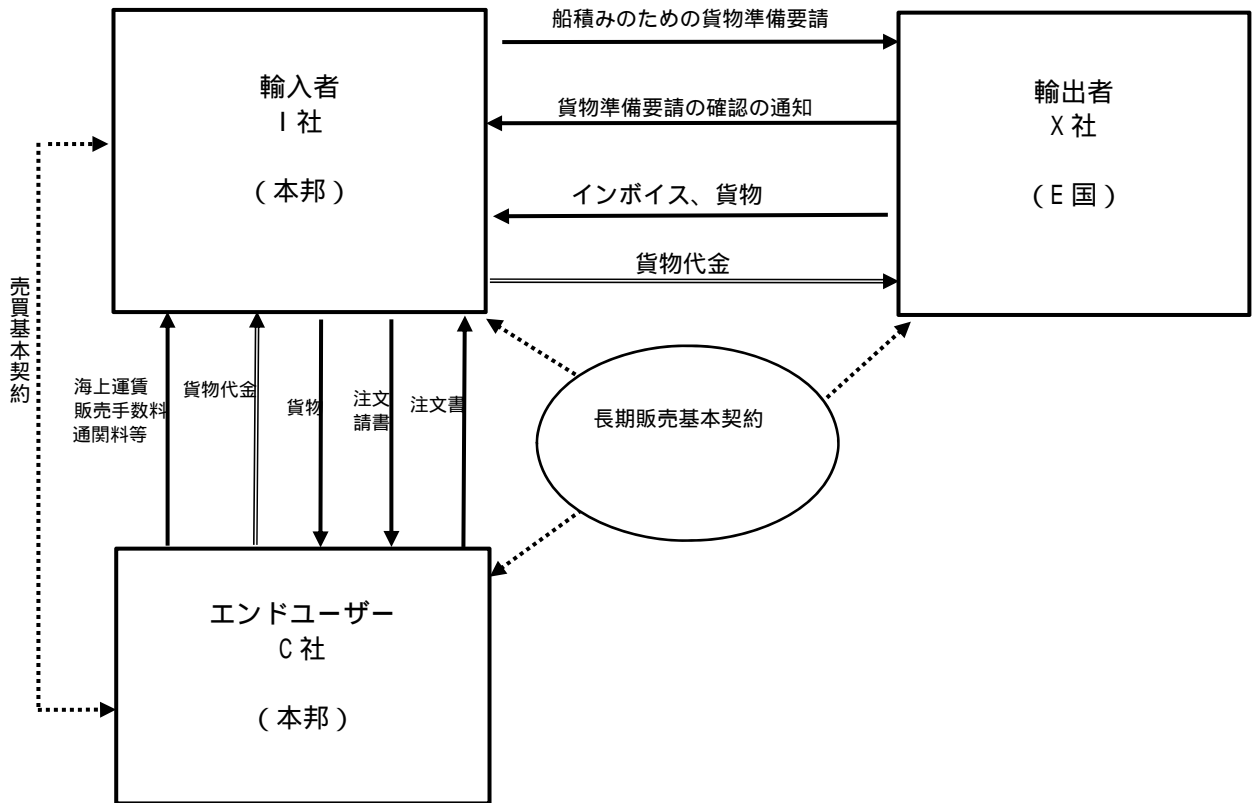 船積みのための貨物準備要請
輸入者
I 社
（本邦）
貨物準備要請の確認の通知
インボイス、貨物
貨物代金
輸出者
X 社
（E 国）
売買基本契約
海上運賃
販売手数料
通関料等
貨物代金
貨物
注文
請書
注文書
長期販売基本契約
エンドユーザー
C 社
（本邦）